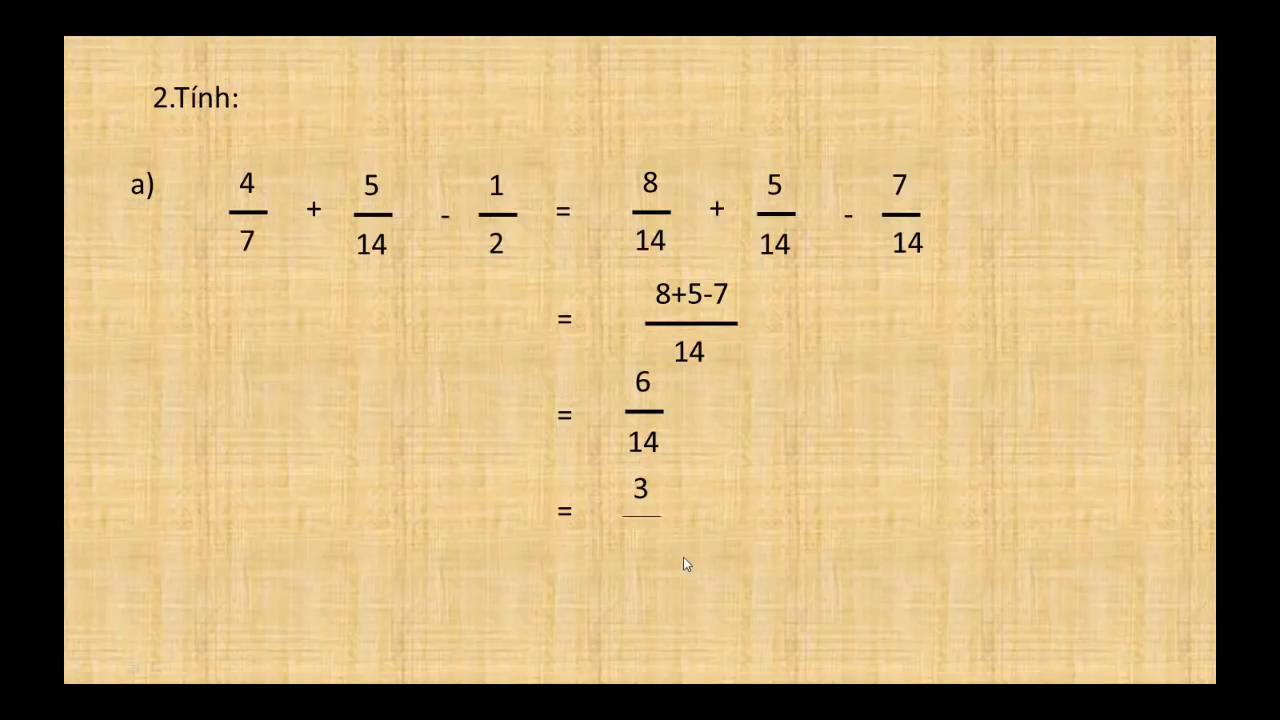 2.Tính:
a) 4/7 + 5/14 - 1/2 = 8/14 + 5/14 - 7/14
= 8+5-7/14
= 6/14
= 3